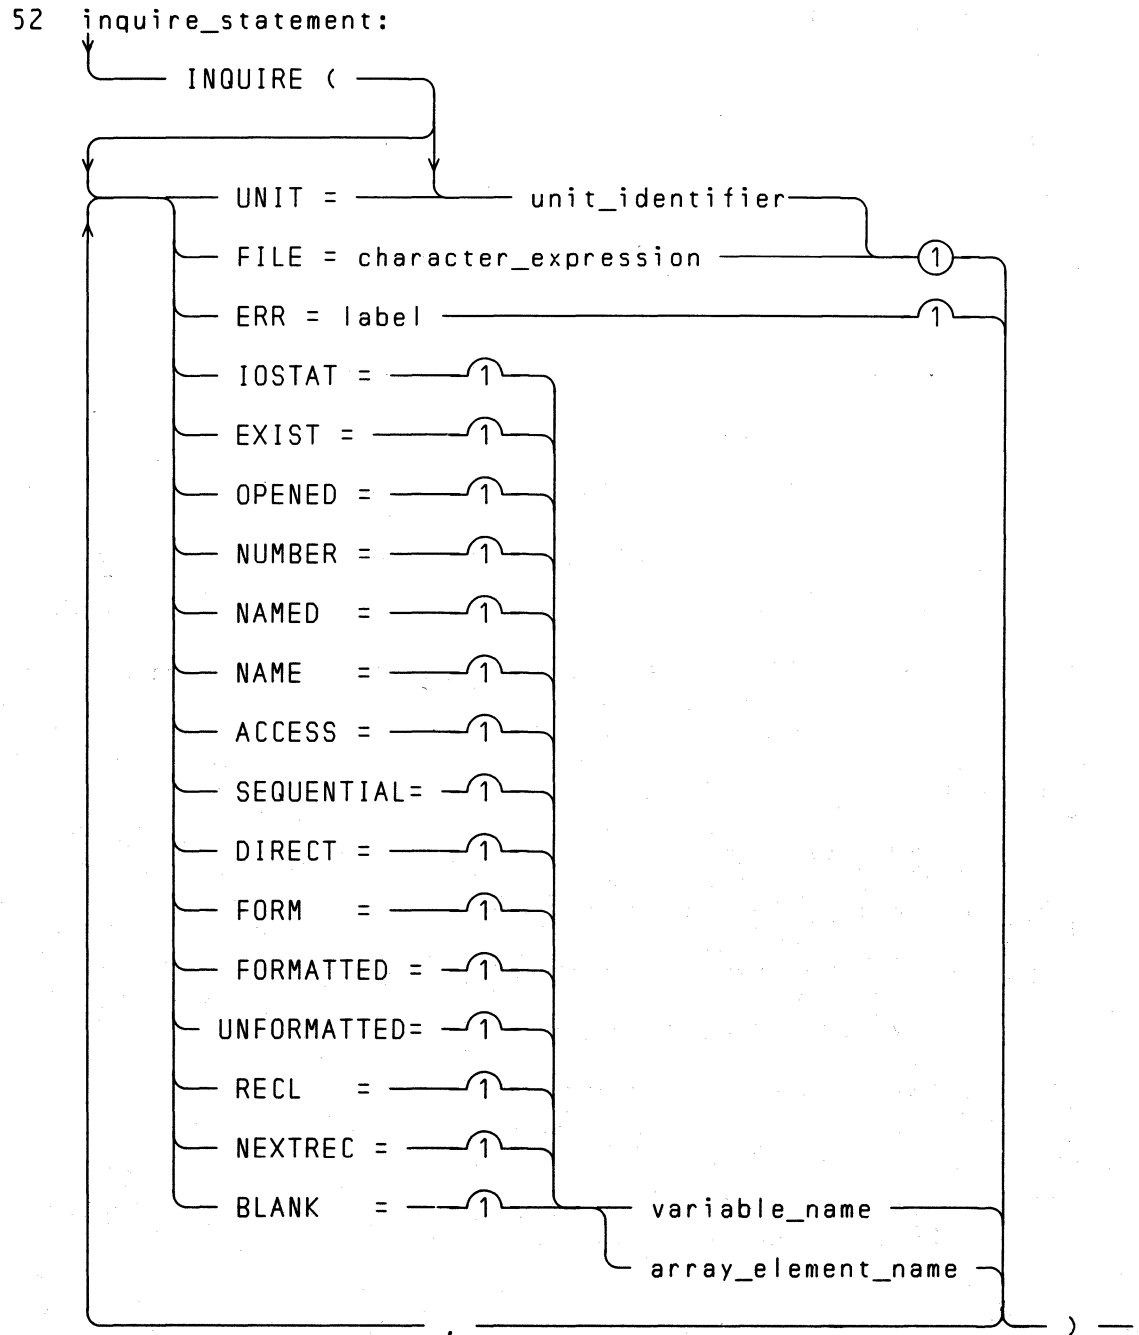 52 inquire_statement:
INQUIRE (
UNIT = unit_identifier
FILE = character_expression 1
ERR = label 1
IOSTAT = 1
EXIST = 1
OPENED = 1
NUMBER = 1
NAMED = 1
NAME = 1
ACCESS = 1
SEQUENTIAL= 1
DIRECT = 1
FORM = 1
FORMATTED = 1
UNFORMATTED= 1
RECL = 1
NEXTREC = 1
BLANK = 1 variable_name
array_element_name
, )